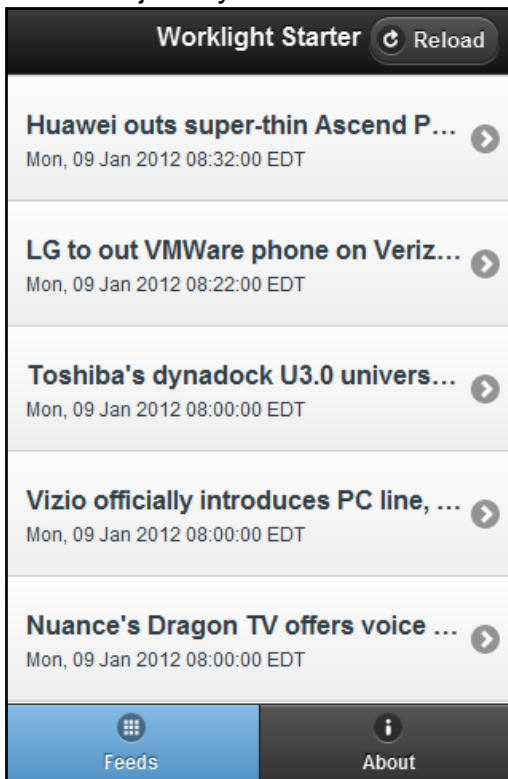 Worklight Starter Reload
Huawei outs super-thin Ascend P...
Mon, 09 Jan 2012 08:32:00 EDT
LG to out VMWare phone on Veriz...
Mon, 09 Jan 2012 08:22:00 EDT
Toshiba's dynadock U3.0 univers...
Mon, 09 Jan 2012 08:00:00 EDT
Vizio officially introduces PC line, ...
Mon, 09 Jan 2012 08:00:00 EDT
Nuance's Dragon TV offers voice ...
Mon, 09 Jan 2012 08:00:00 EDT
Feeds About